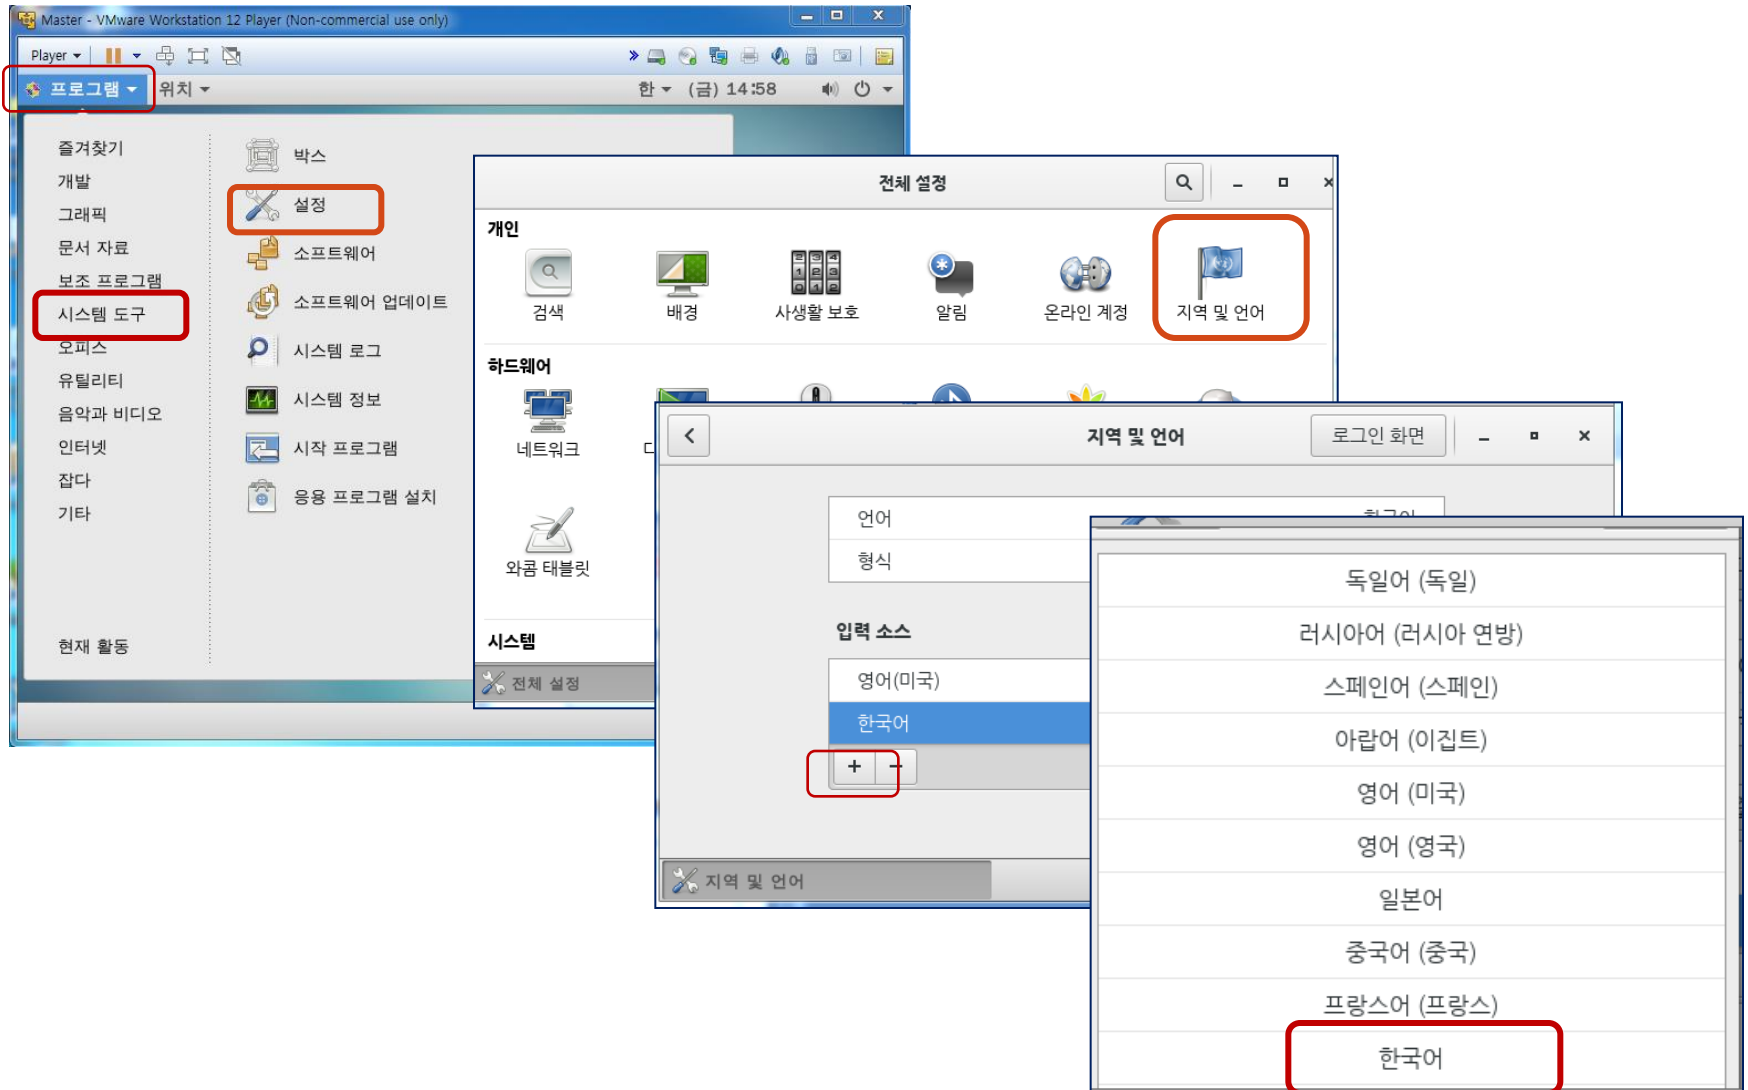 Master - VMware Workstation 12 Player (Non-commercial use only)
Player
프로그램 위치 한 (금) 14:58
즐겨찾기
개발
그래픽
문서 자료
보조 프로그램
시스템 도구
오피스
유틸리티
음악과 비디오
인터넷
잡다
기타
현재 활동
박스
설정
소프트웨어
소프트웨어 업데이트
시스템 로그
시스템 정보
시작 프로그램
응용 프로그램 설치
전체 설정
개인
검색 배경 사생활 보호 알림 온라인 계정 지역 및 언어
하드웨어
네트워크
와콤 태블릿
시스템
전체 설정
지역 및 언어 로그인 화면
언어 한국어
형식
입력 소스
영어(미국)
한국어
+ -
지역 및 언어
독일어 (독일)
러시아어 (러시아 연방)
스페인어 (스페인)
아랍어 (이집트)
영어 (미국)
영어 (영국)
일본어
중국어 (중국)
프랑스어 (프랑스)
한국어